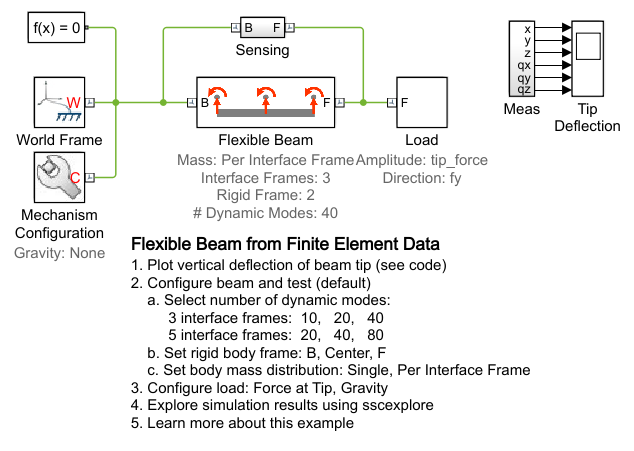 f(x) = 0
B F
Sensing
x
y
z
qx
qy
qz
Meas
Tip
Deflection
W
World Frame
B F
Flexible Beam
Mass: Per Interface Frame
Interface Frames: 3
Rigid Frame: 2
# Dynamic Modes: 40
F
Load
Amplitude: tip_force
Direction: fy
C
Mechanism
Configuration
Gravity: None
Flexible Beam from Finite Element Data
1. Plot vertical deflection of beam tip (see code)
2. Configure beam and test (default)
a. Select number of dynamic modes:
3 interface frames: 10, 20, 40
5 interface frames: 20, 40, 80
b. Set rigid body frame: B, Center, F
c. Set body mass distribution: Single, Per Interface Frame
3. Configure load: Force at Tip, Gravity
4. Explore simulation results using sscexplore
5. Learn more about this example